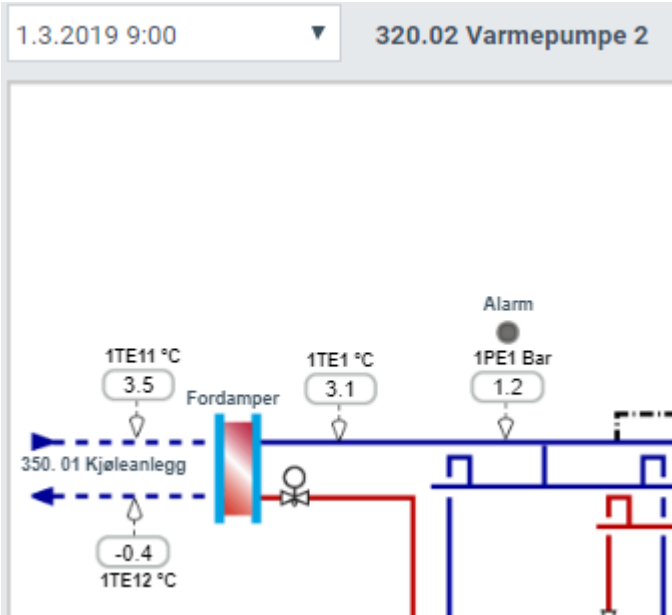 1.3.2019 9:00
320.02 Varmepumpe 2
Alarm
1TE11 °C
1TE1 °C
1PE1 Bar
3.5
3.1
1.2
Fordamper
350. 01 Kjøleanlegg
-0.4
1TE12 °C